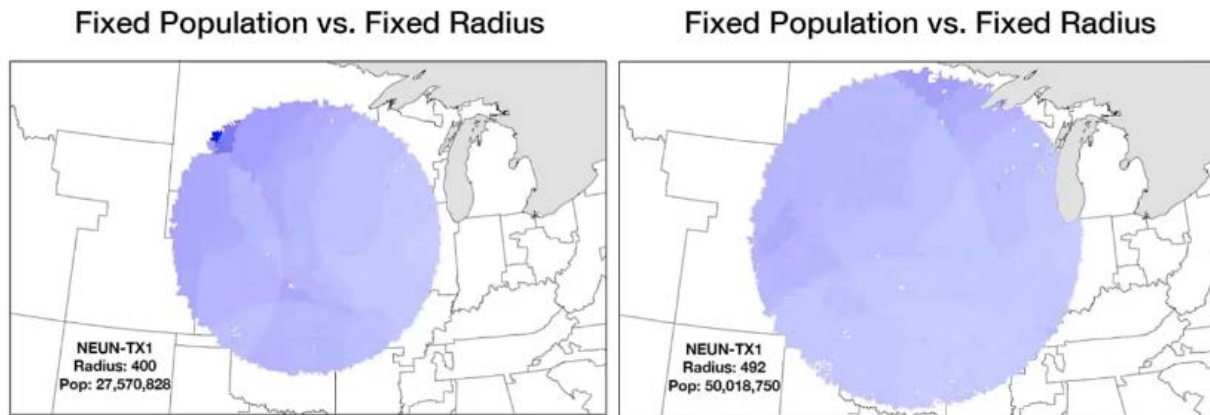 Fixed Population vs. Fixed Radius
NEUN-TX1
Radius: 400
Pop: 27,570,828
Fixed Population vs. Fixed Radius
NEUN-TX1
Radius: 492
Pop: 50,018,750